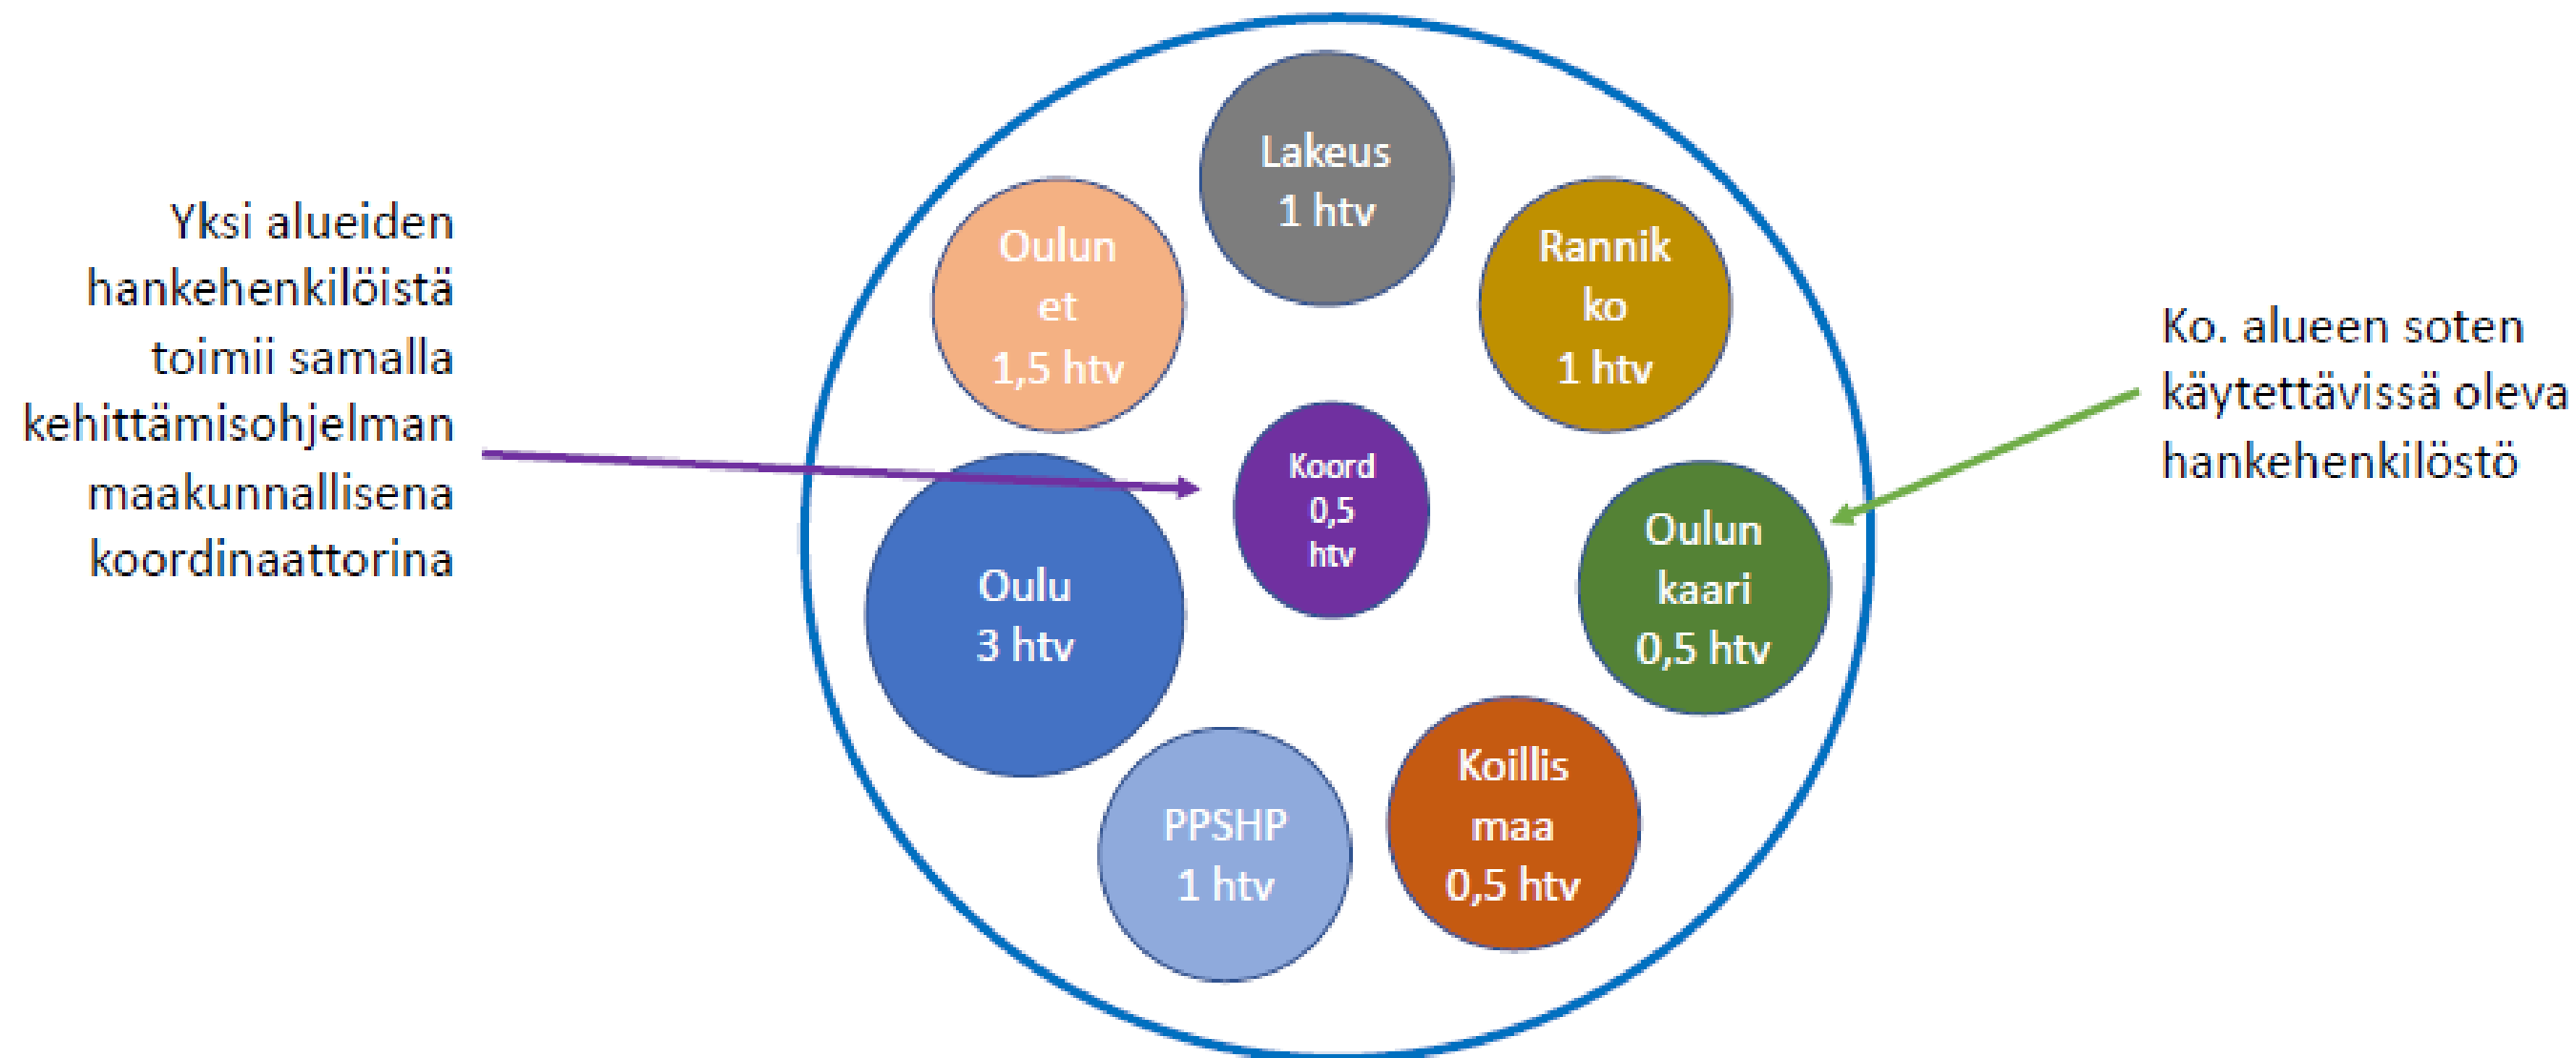 Yksi alueiden
hankehenkilöistä
toimii samalla
kehittämisohjelman
maakunnallisena
koordinaattorina
Lakeus
1 htv
Oulun
et
1,5 htv
Rannik
ko
1 htv
Koord
0,5
htv
Oulu
3 htv
Oulun
kaari
0,5 htv
PPSHP
1 htv
Koillis
maa
0,5 htv
Ko. alueen soten
käytettävissä oleva
hankehenkilöstö